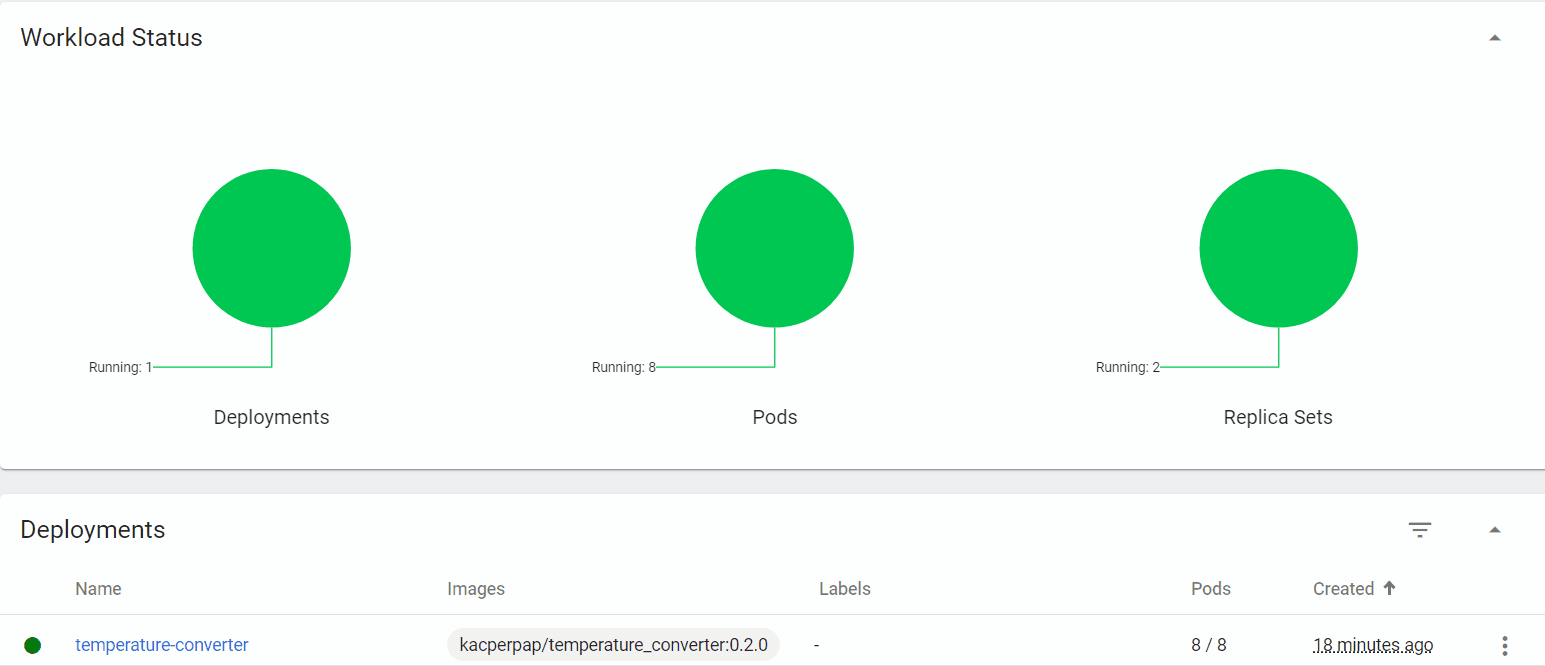 Workload Status
Running: 1
Running: 8
Running: 2
Deployments
Pods
Replica Sets
Deployments
Name Images Labels Pods Created
temperature-converter kacperpap/temperature_converter:0.2.0 - 8 / 8 18 minutes ago